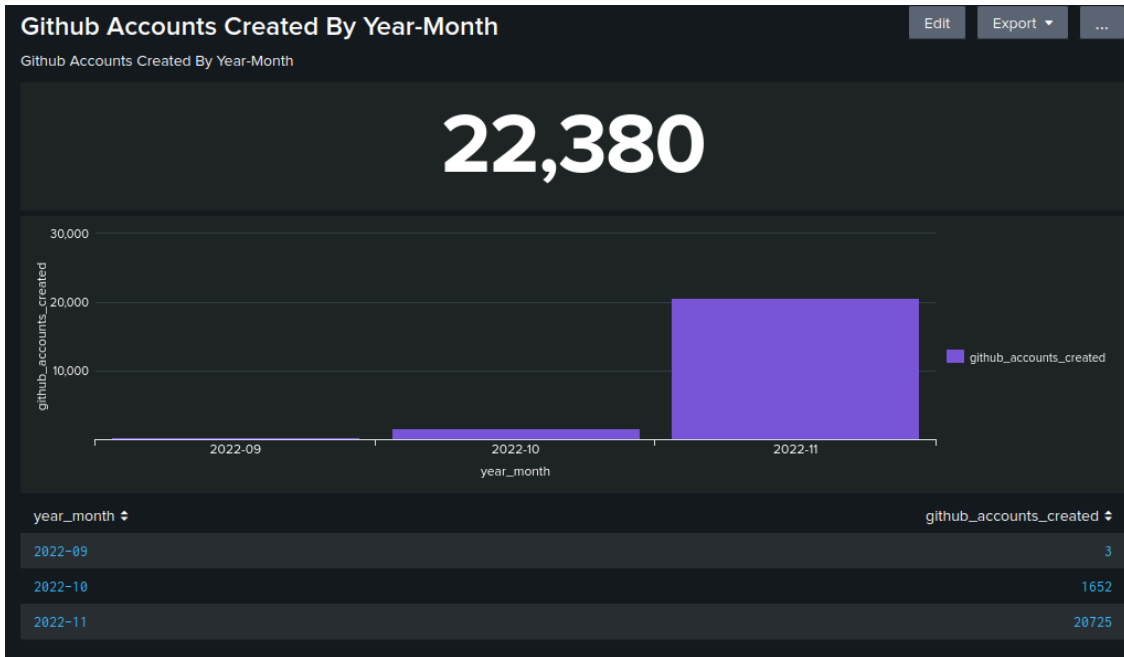 Github Accounts Created By Year-Month
Edit
Export
...
Github Accounts Created By Year-Month
22,380
30,000
20,000
10,000
github_accounts_created
2022-09
2022-10
2022-11
year_month
github_accounts_created
year_month
github_accounts_created
2022-09
3
2022-10
1652
2022-11
20725